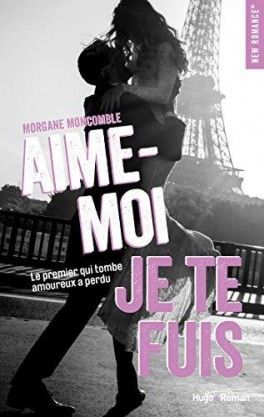 NEW ROMANCE®
MORGANE MONCOMBLE
AIME-
MOI
Le premier qui tombe
amoureux a perdu
JE TE
FUIS
Hugo Roman